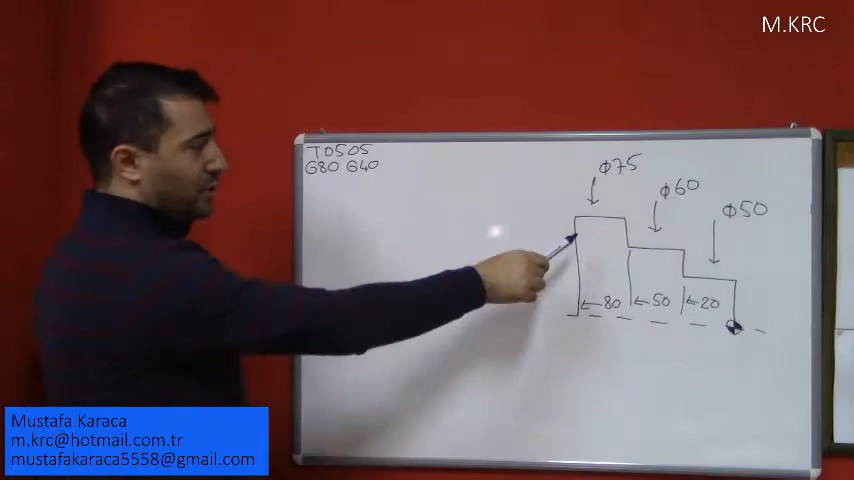 M.KRC
T0505
G80 G40
Φ75
Φ60
Φ50
←80
←50
←20
Mustafa Karaca
m.krc@hotmail.com.tr
mustafakaraca5558@gmail.com